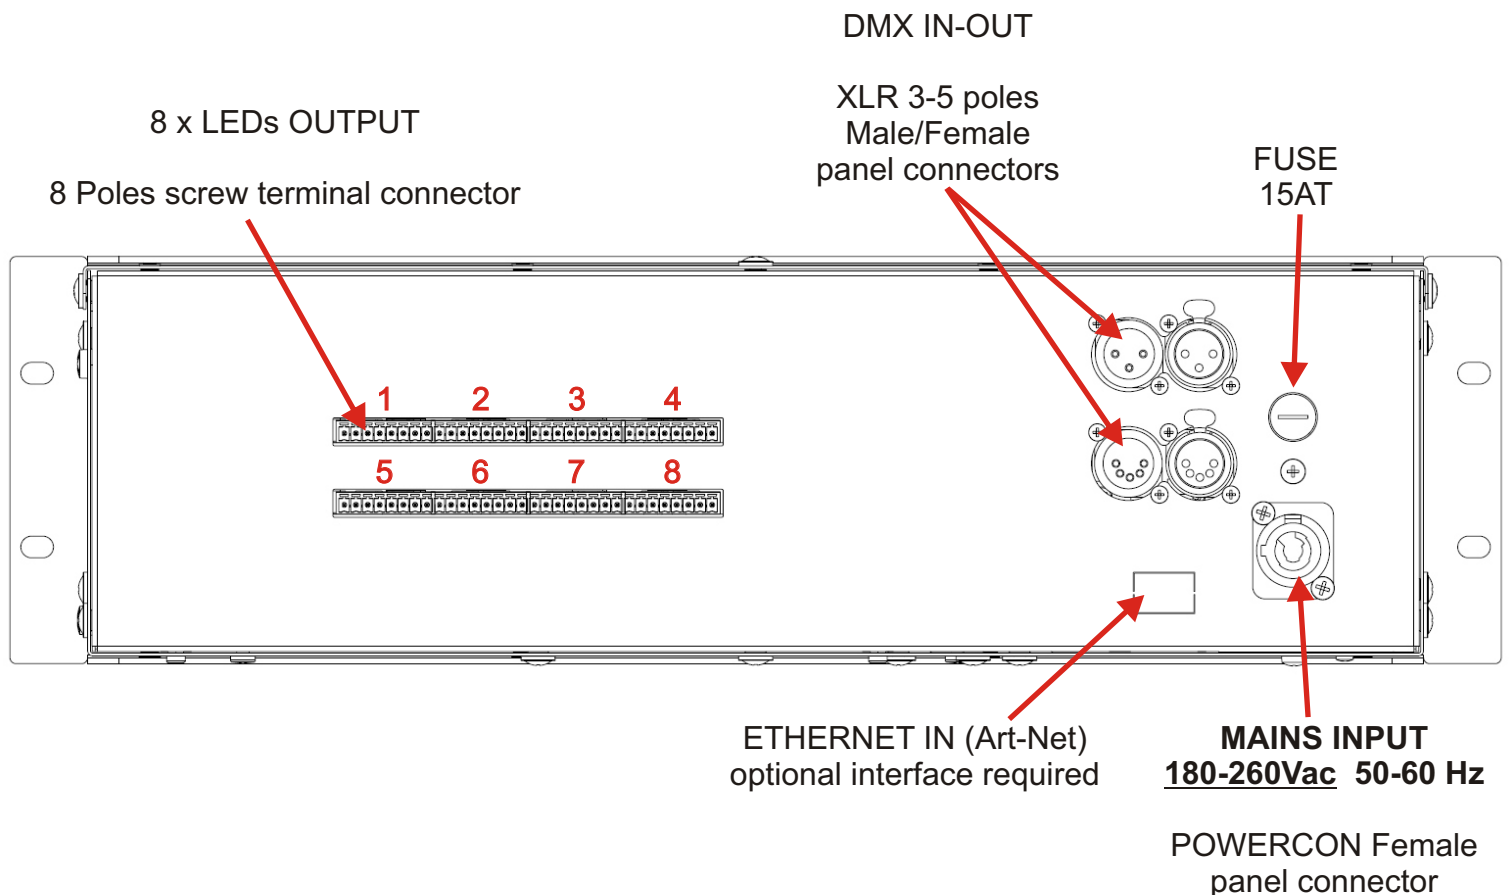 DMX IN-OUT
XLR 3-5 poles
Male/Female
panel connectors
8 x LEDs OUTPUT
8 Poles screw terminal connector
FUSE
15AT
1 2 3 4
5 6 7 8
ETHERNET IN (Art-Net)
optional interface required
MAINS INPUT
180-260Vac 50-60 Hz
POWERCON Female
panel connector